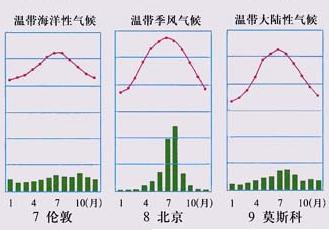 温带海洋性气候
温带季风气候
温带大陆性气候
1 4 7 10(月)
1 4 7 10(月)
1 4 7 10(月)
7 伦敦
8 北京
9 莫斯科